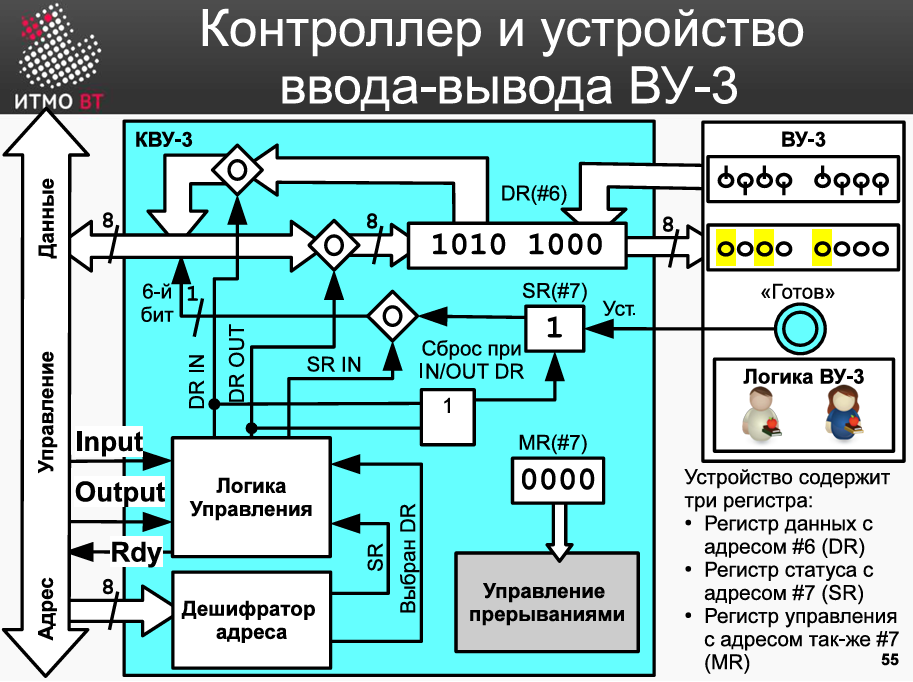 Контроллер и устройство
ввода-вывода ВУ-3
ИТМО ВТ
КВУ-3
ВУ-3
DR(#6)
Данные
8
8
1010 1000
8
6-й
бит
1
SR(#7)
1
Уст.
«Готов»
DR IN
DR OUT
SR IN
Сброс при
IN/OUT DR
1
Логика ВУ-3
Управление
Input
Output
Rdy
Логика
Управления
MR(#7)
0000
SR
Выбран DR
Адрес
8
Дешифратор
адреса
Управление
прерываниями
Устройство содержит
три регистра:
• Регистр данных с
адресом #6 (DR)
• Регистр статуса с
адресом #7 (SR)
• Регистр управления
с адресом так-же #7
(MR)
55